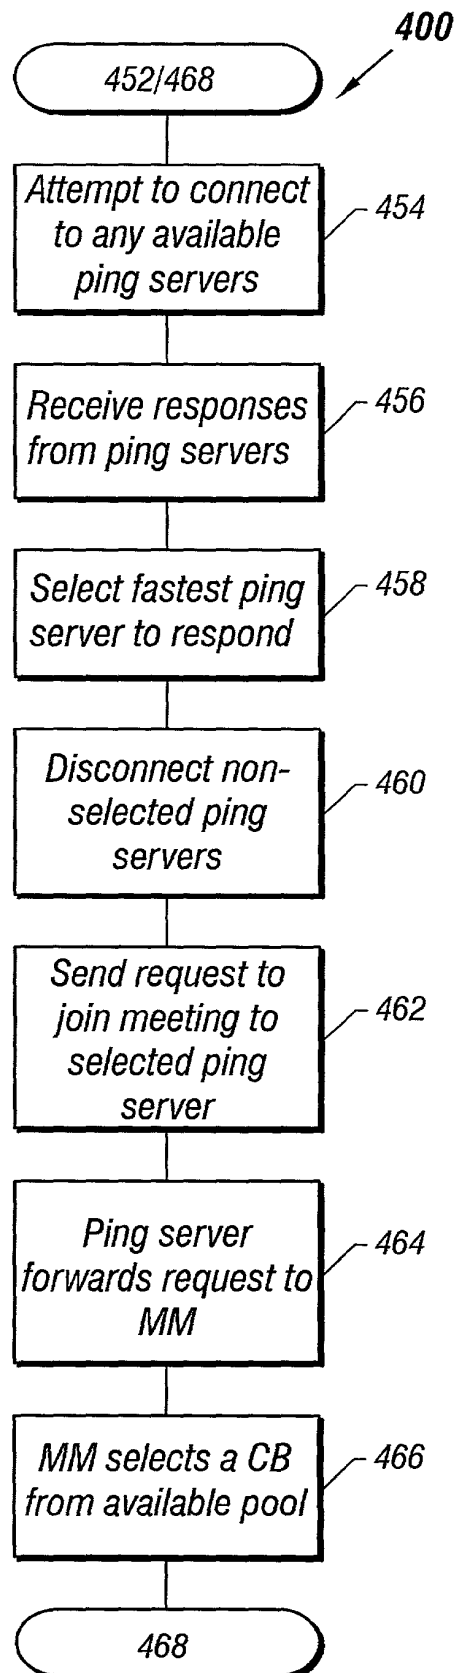 400
452/468
Attempt to connect
to any available
ping servers
454
Receive responses
from ping servers
456
Select fastest ping
server to respond
458
Disconnect non-
selected ping
servers
460
Send request to
join meeting to
selected ping
server
462
Ping server
forwards request to
MM
464
MM selects a CB
from available pool
466
468